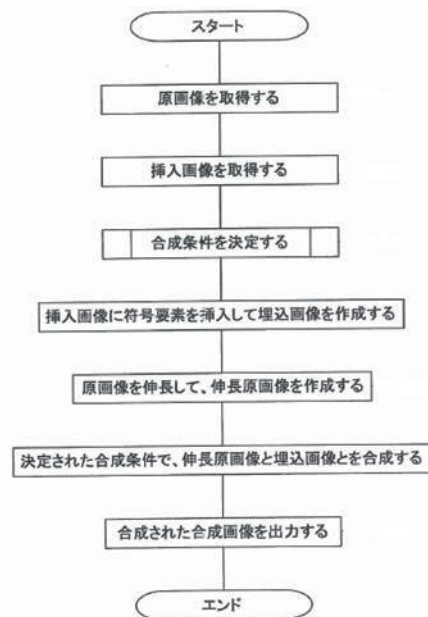 スタート
原画像を取得する
挿入画像を取得する
合成条件を決定する
挿入画像に符号要素を挿入して埋込画像を作成する
原画像を伸長して、伸長原画像を作成する
決定された合成条件で、伸長原画像と埋込画像とを合成する
合成された合成画像を出力する
エンド